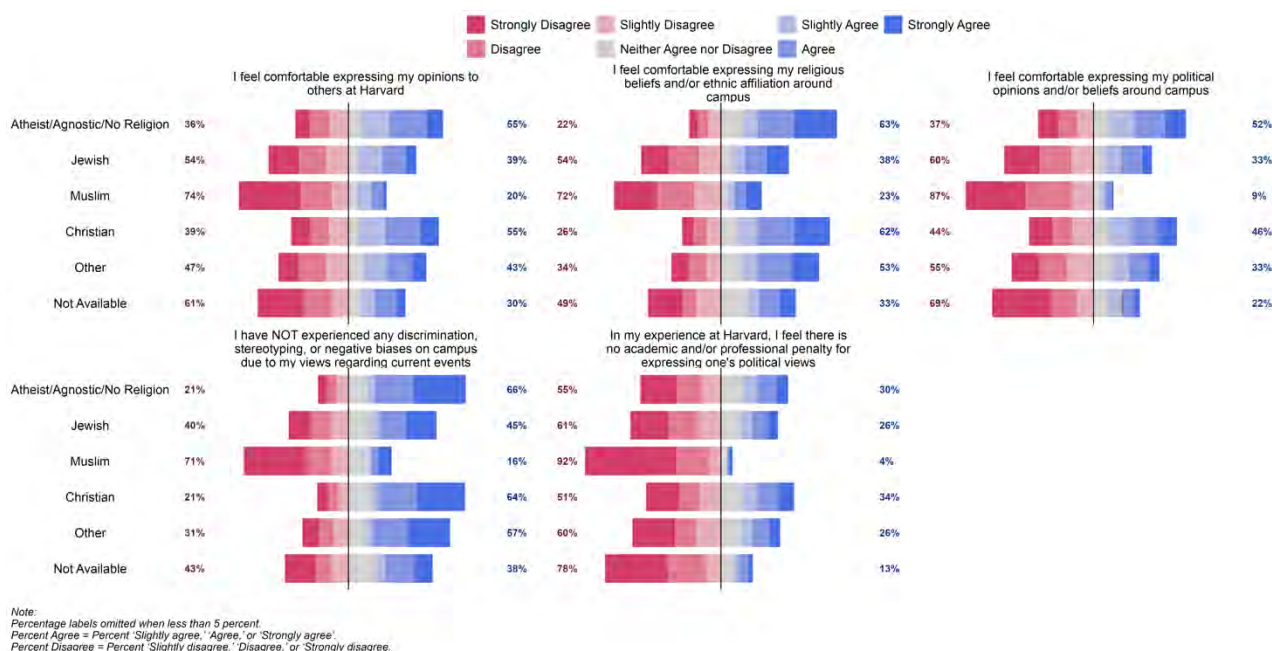 Strongly Disagree Slightly Disagree Slightly Agree Strongly Agree
Disagree Neither Agree nor Disagree Agree
I feel comfortable expressing my opinions to
others at Harvard
I feel comfortable expressing my religious
beliefs and/or ethnic affiliation around
campus
I feel comfortable expressing my political
opinions and/or beliefs around campus
Atheist/Agnostic/No Religion 36% 55% 22% 63% 37% 52%
Jewish 54% 39% 54% 38% 60% 33%
Muslim 74% 20% 72% 23% 87% 9%
Christian 39% 55% 26% 62% 44% 46%
Other 47% 43% 34% 53% 55% 33%
Not Available 61% 30% 49% 33% 69% 22%
I have NOT experienced any discrimination,
stereotyping, or negative biases on campus
due to my views regarding current events
In my experience at Harvard, I feel there is
no academic and/or professional penalty for
expressing one's political views
Atheist/Agnostic/No Religion 21% 66% 55% 30%
Jewish 40% 45% 61% 26%
Muslim 71% 16% 92% 4%
Christian 21% 64% 51% 34%
Other 31% 57% 60% 26%
Not Available 43% 38% 78% 13%
Note:
Percentage labels omitted when less than 5 percent.
Percent Agree = Percent 'Slightly agree,' 'Agree,' or 'Strongly agree'.
Percent Disagree = Percent 'Slightly disagree,' 'Disagree,' or 'Strongly disagree.